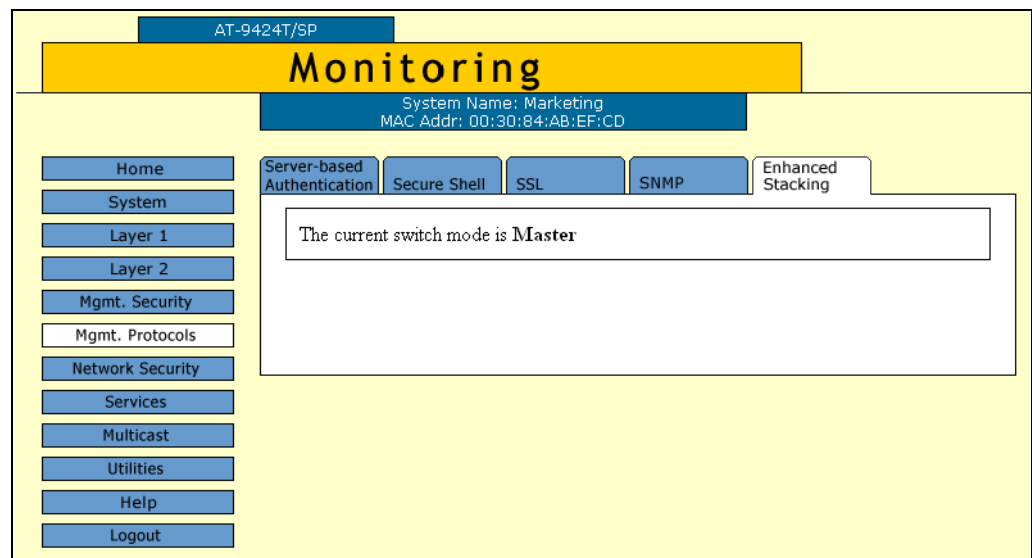 AT-9424T/SP
Monitoring
System Name: Marketing
MAC Addr: 00:30:84:AB:EF:CD
Home
System
Layer 1
Layer 2
Mgmt. Security
Mgmt. Protocols
Network Security
Services
Multicast
Utilities
Help
Logout
Server-based
Authentication
Secure Shell
SSL
SNMP
Enhanced
Stacking
The current switch mode is Master